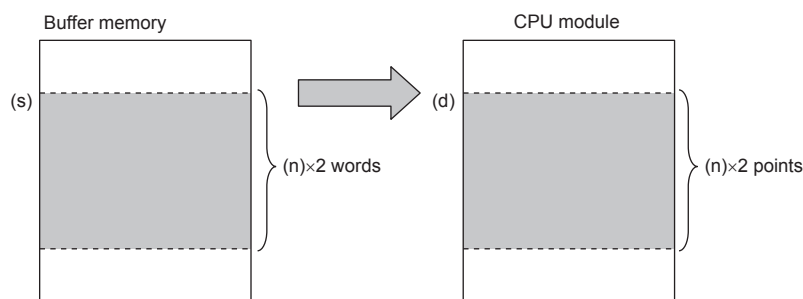 Buffer memory
CPU module
(s)
(d)
(n)×2 words
(n)×2 points